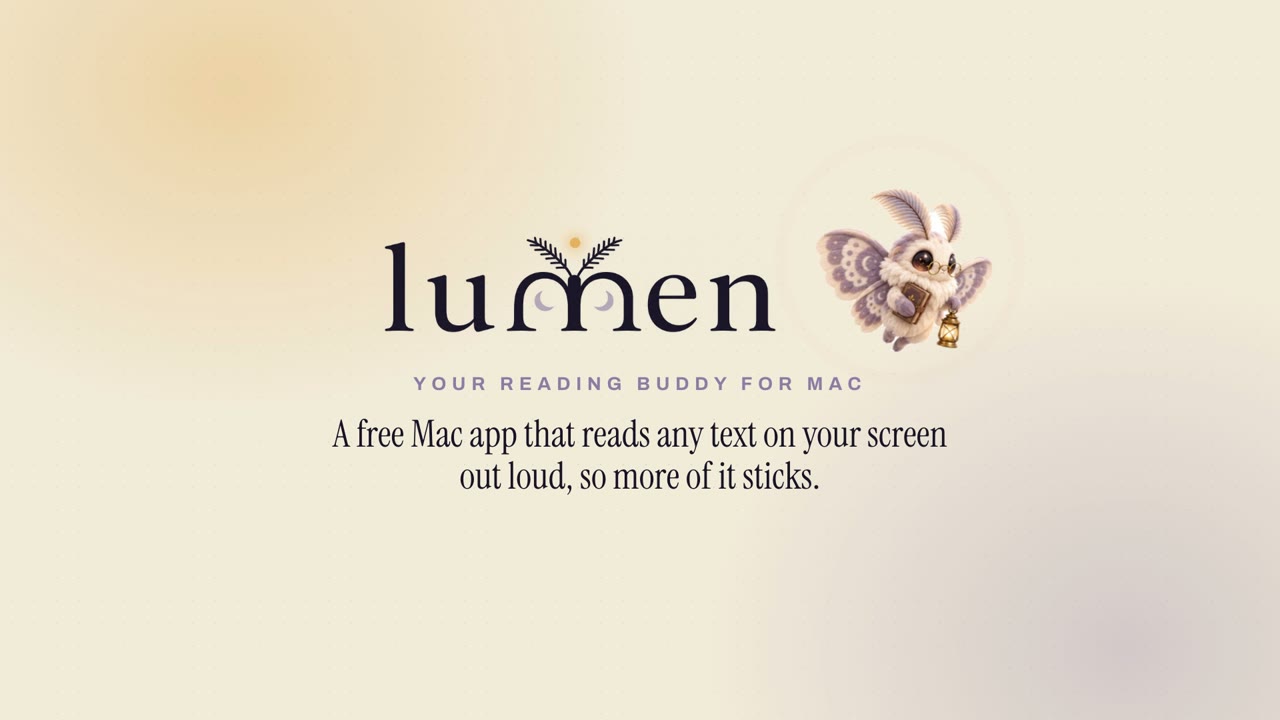 lumen
YOUR READING BUDDY FOR MAC
A free Mac app that reads any text on your screen
out loud, so more of it sticks.